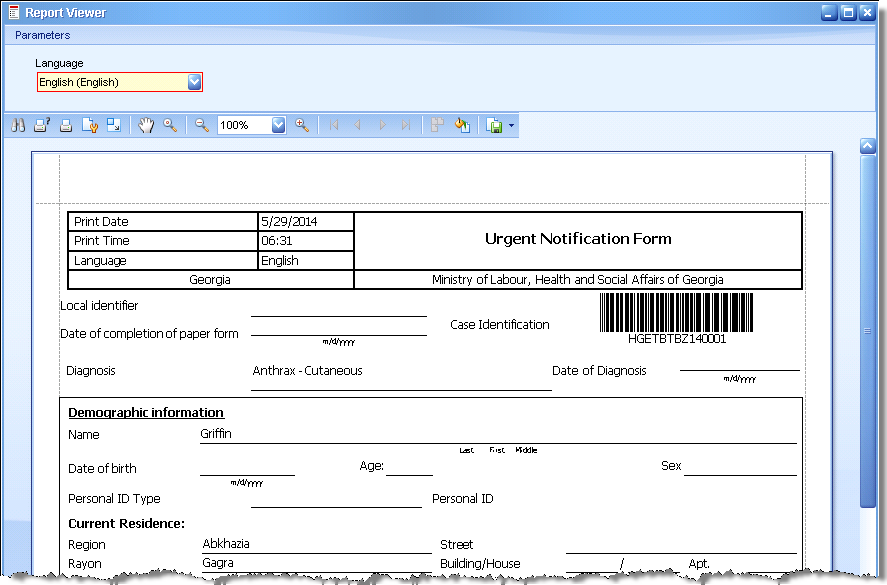 Report Viewer
Parameters
Language
English (English)
100%
Print Date 5/29/2014
Print Time 06:31
Language English
Urgent Notification Form
Georgia Ministry of Labour, Health and Social Affairs of Georgia
Local identifier
Date of completion of paper form
m/d/yyyy
Case Identification
HGETBTBZ140001
Diagnosis Anthrax - Cutaneous Date of Diagnosis
m/d/yyyy
Demographic information
Name Griffin
Last First Middle
Date of birth Age: Sex
m/d/yyyy
Personal ID Type Personal ID
Current Residence:
Region Abkhazia Street
Rayon Gagra Building/House / Apt.